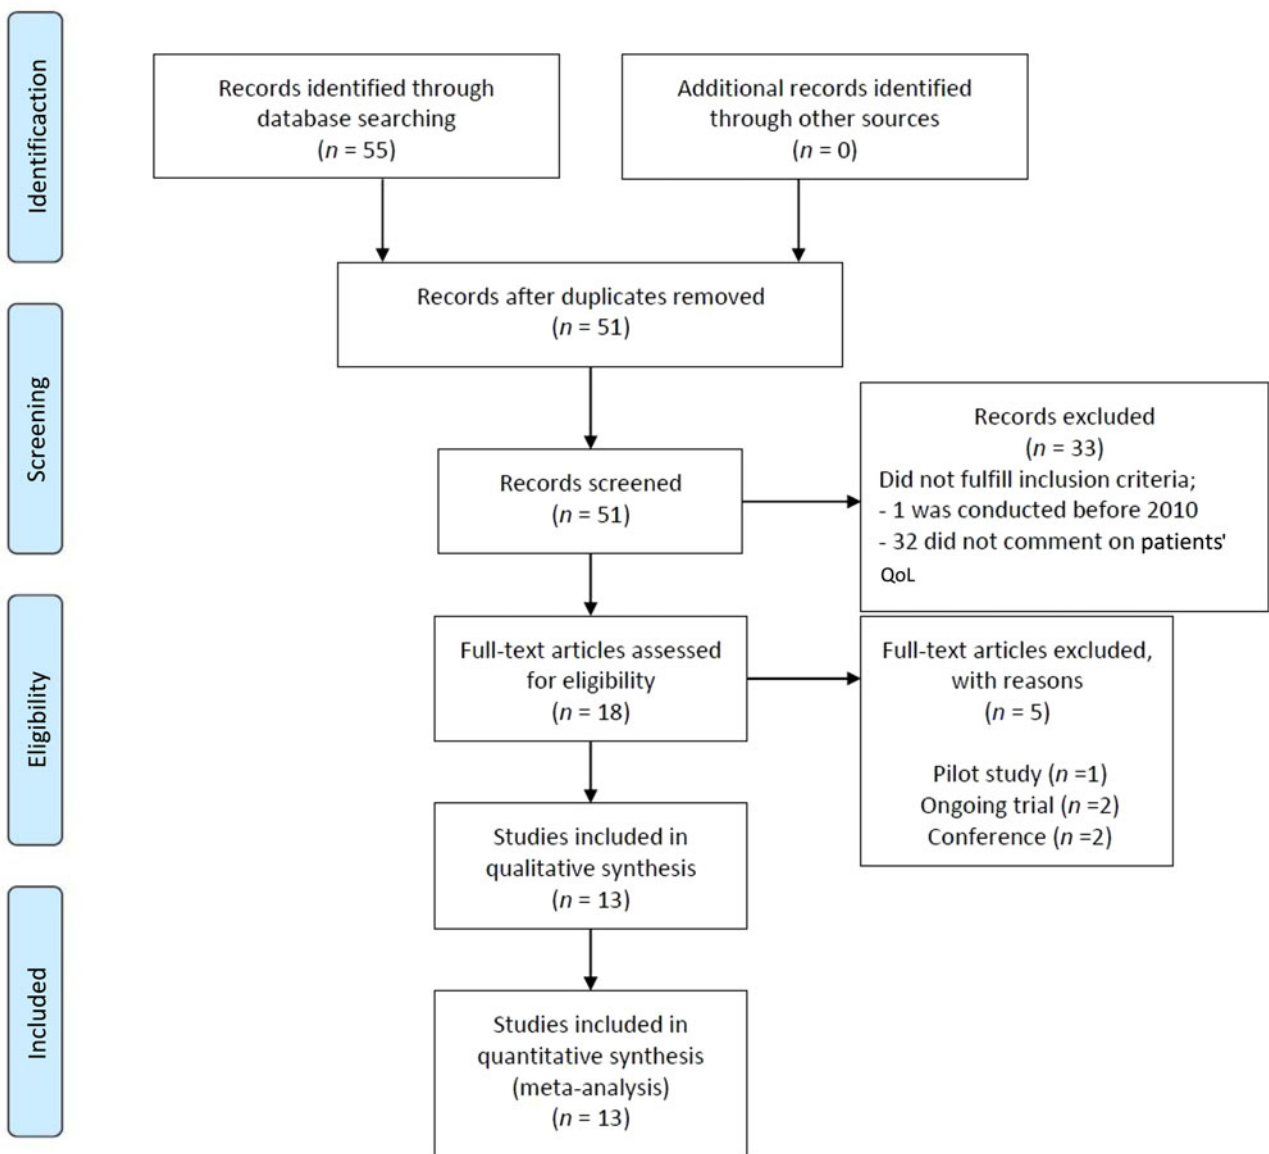 Identificaction
Records identified through
database searching
(n = 55)
Additional records identified
through other sources
(n = 0)
Records after duplicates removed
(n = 51)
Screening
Records screened
(n = 51)
Records excluded
(n = 33)
Did not fulfill inclusion criteria;
- 1 was conducted before 2010
- 32 did not comment on patients'
QoL
Eligibility
Full-text articles assessed
for eligibility
(n = 18)
Full-text articles excluded,
with reasons
(n = 5)
Pilot study (n =1)
Ongoing trial (n =2)
Conference (n =2)
Studies included in
qualitative synthesis
(n = 13)
Included
Studies included in
quantitative synthesis
(meta-analysis)
(n = 13)